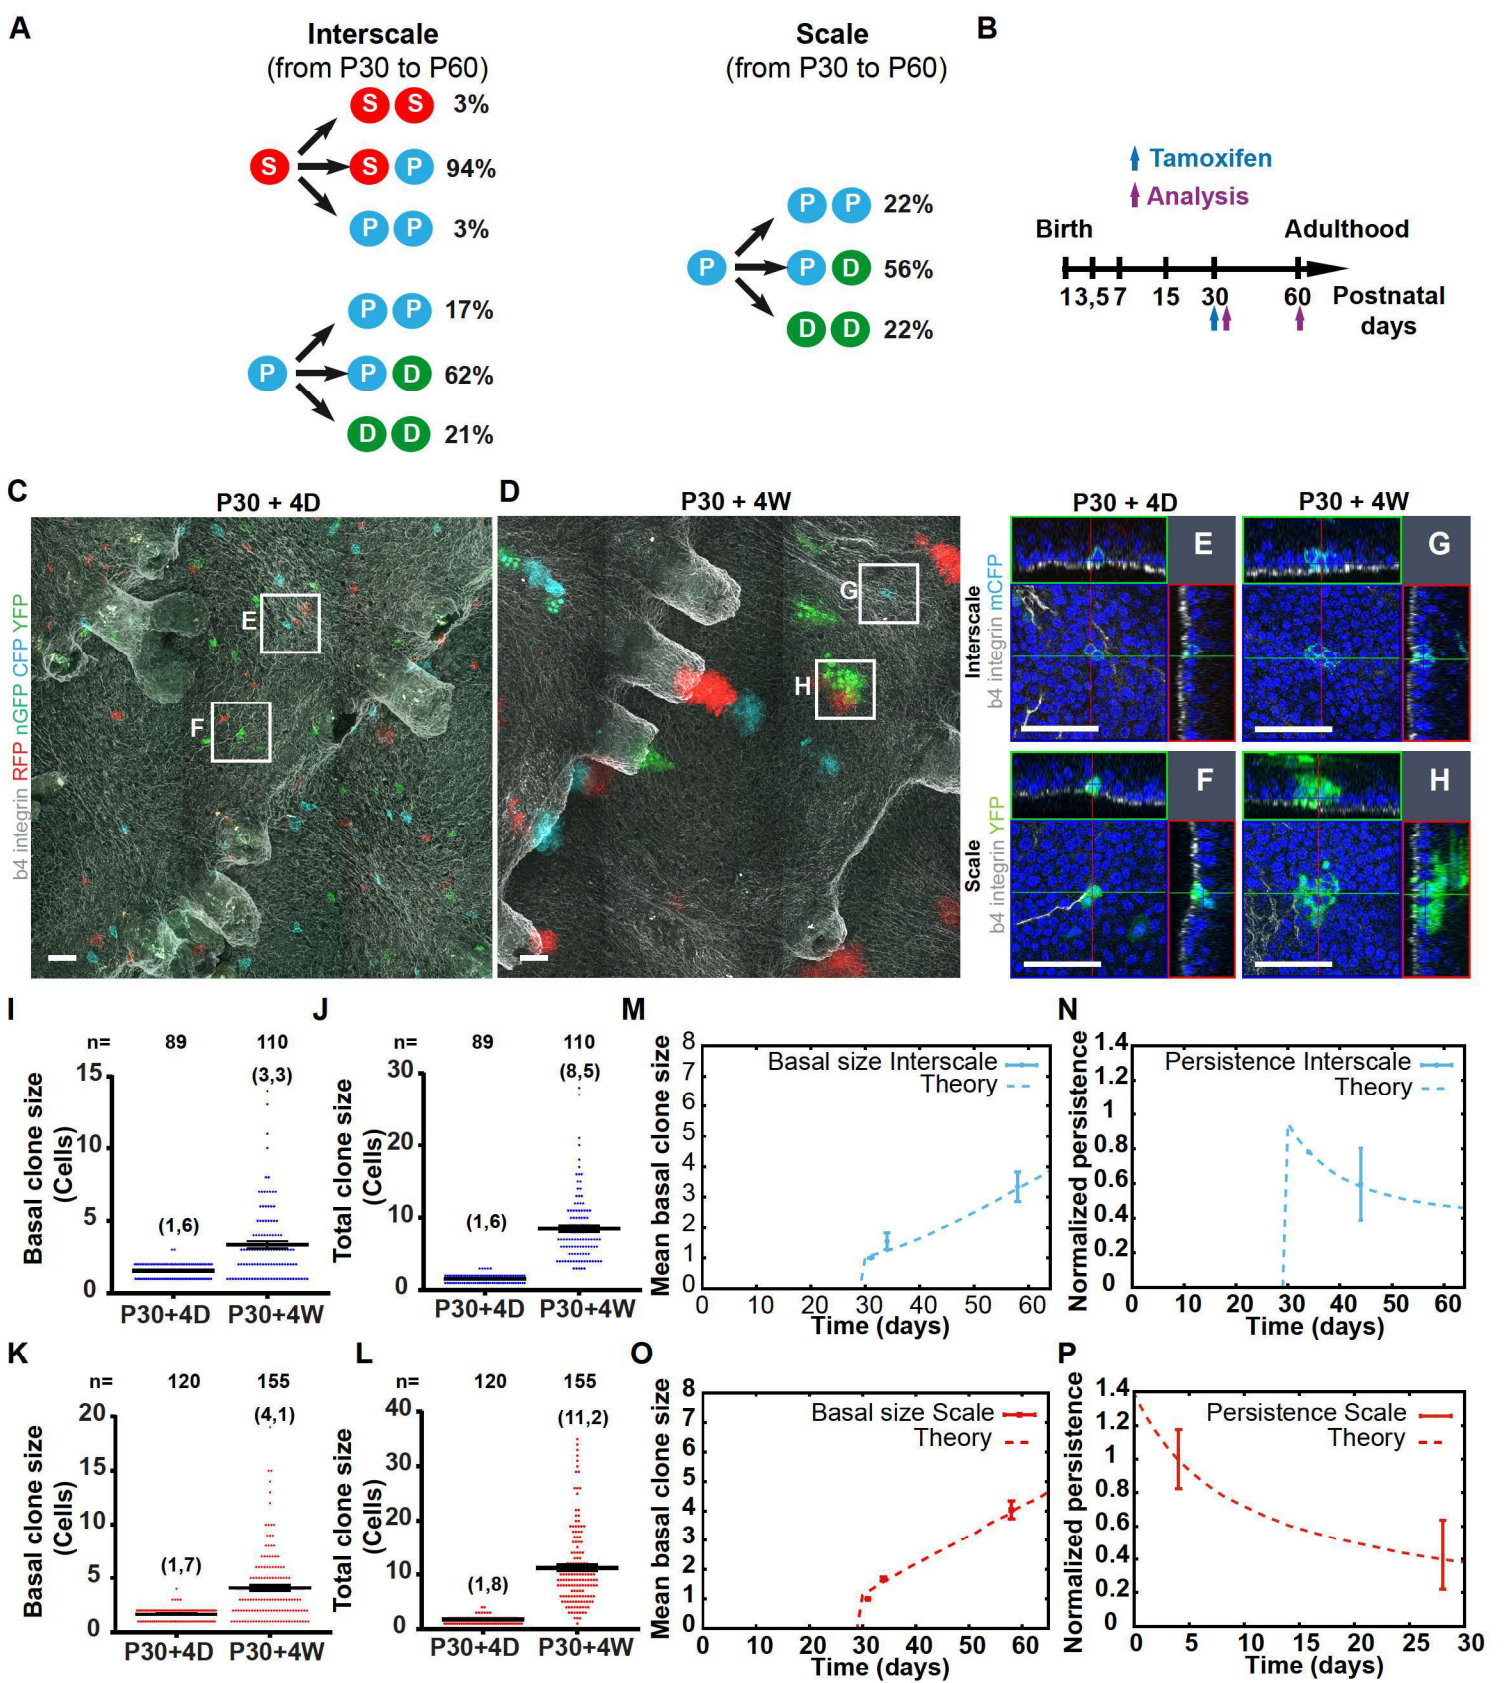 A
Interscale
(from P30 to P60)
S
S S 3%
S P 94%
P P 3%
P
P P 17%
P D 62%
D D 21%
Scale
(from P30 to P60)
P
P P 22%
P D 56%
D D 22%
B
Tamoxifen
Analysis
Birth
Adulthood
1 3,5 7 15 30 60
Postnatal
days
C
P30 + 4D
b4 integrin RFP nGFP CFP YFP
E
F
D
P30 + 4W
G
H
P30 + 4D
P30 + 4W
Interscale
b4 integrin mCFP
E
G
Scale
b4 integrin YFP
F
H
I
n= 89 110
(3,3)
(1,6)
Basal clone size
(Cells)
15
10
5
0
P30+4D P30+4W
J
n= 89 110
(8,5)
(1,6)
Total clone size
(Cells)
30
20
10
0
P30+4D P30+4W
M
Basal size Interscale
Theory
Mean basal clone size
8
7
6
5
4
3
2
1
0
0 10 20 30 40 50 60
Time (days)
N
Persistence Interscale
Theory
Normalized persistence
1.4
1.2
1
0.8
0.6
0.4
0.2
0
0 10 20 30 40 50 60
Time (days)
K
n= 120 155
(4,1)
(1,7)
Basal clone size
(Cells)
20
15
10
5
0
P30+4D P30+4W
L
n= 120 155
(11,2)
(1,8)
Total clone size
(Cells)
40
30
20
10
0
P30+4D P30+4W
O
Basal size Scale
Theory
Mean basal clone size
8
7
6
5
4
3
2
1
0
0 10 20 30 40 50 60
Time (days)
P
Persistence Scale
Theory
Normalized persistence
1.4
1.2
1
0.8
0.6
0.4
0.2
0
0 5 10 15 20 25 30
Time (days)